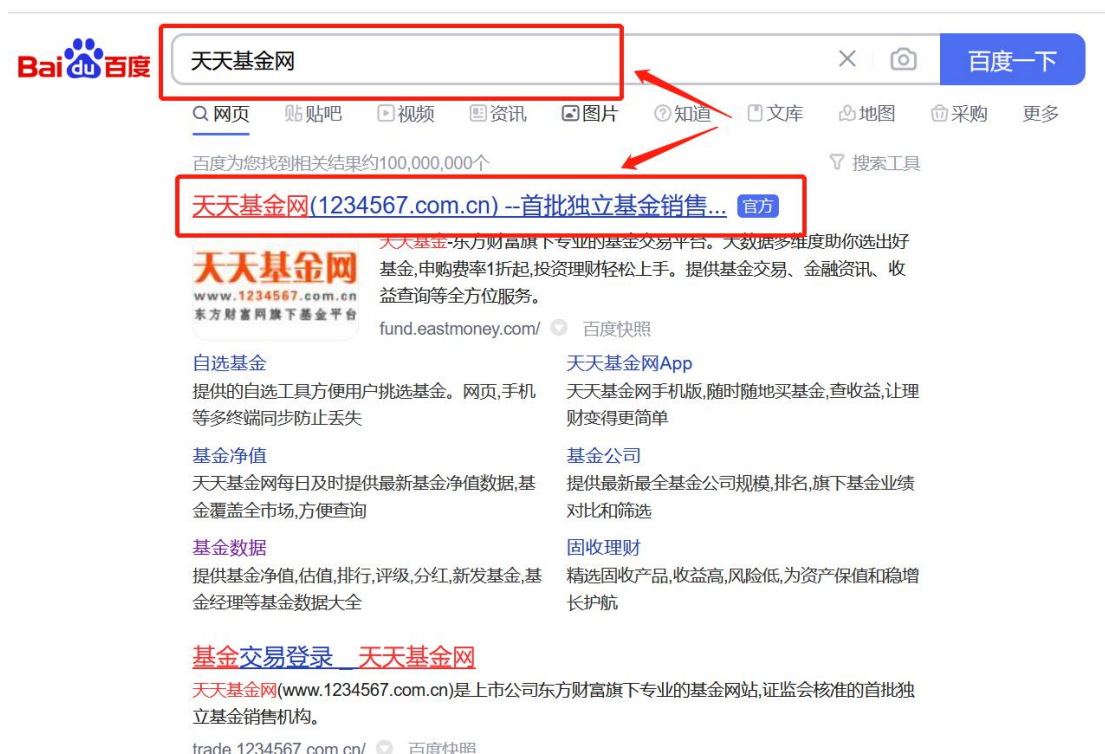 Bai du 百度
天天基金网
百度一下
网页 贴吧 视频 资讯 图片 知道 文库 地图 采购 更多
百度为您找到相关结果约100,000,000个
搜索工具
天天基金网(1234567.com.cn) --首批独立基金销售... 官方
天天基金网
www.1234567.com.cn
东方财富网旗下基金平台
天天基金-东方财富旗下专业的基金交易平台。大数据多维度助你选出好
基金,申购费率1折起,投资理财轻松上手。提供基金交易、金融资讯、收
益查询等全方位服务。
fund.eastmoney.com/ 百度快照
自选基金
提供的自选工具方便用户挑选基金。网页,手机
等多终端同步防止丢失
天天基金网App
天天基金网手机版,随时随地买基金,查收益,让理
财变得更简单
基金净值
天天基金网每日及时提供最新基金净值数据,基
金覆盖全市场,方便查询
基金公司
提供最新最全基金公司规模,排名,旗下基金业绩
对比和筛选
基金数据
提供基金净值,估值,排行,评级,分红,新发基金,基
金经理等基金数据大全
固收理财
精选固收产品,收益高,风险低,为资产保值和稳增
长护航
基金交易登录 _ 天天基金网
天天基金网(www.1234567.com.cn)是上市公司东方财富旗下专业的基金网站,证监会核准的首批独
立基金销售机构。
trade.1234567.com.cn/ 百度快照